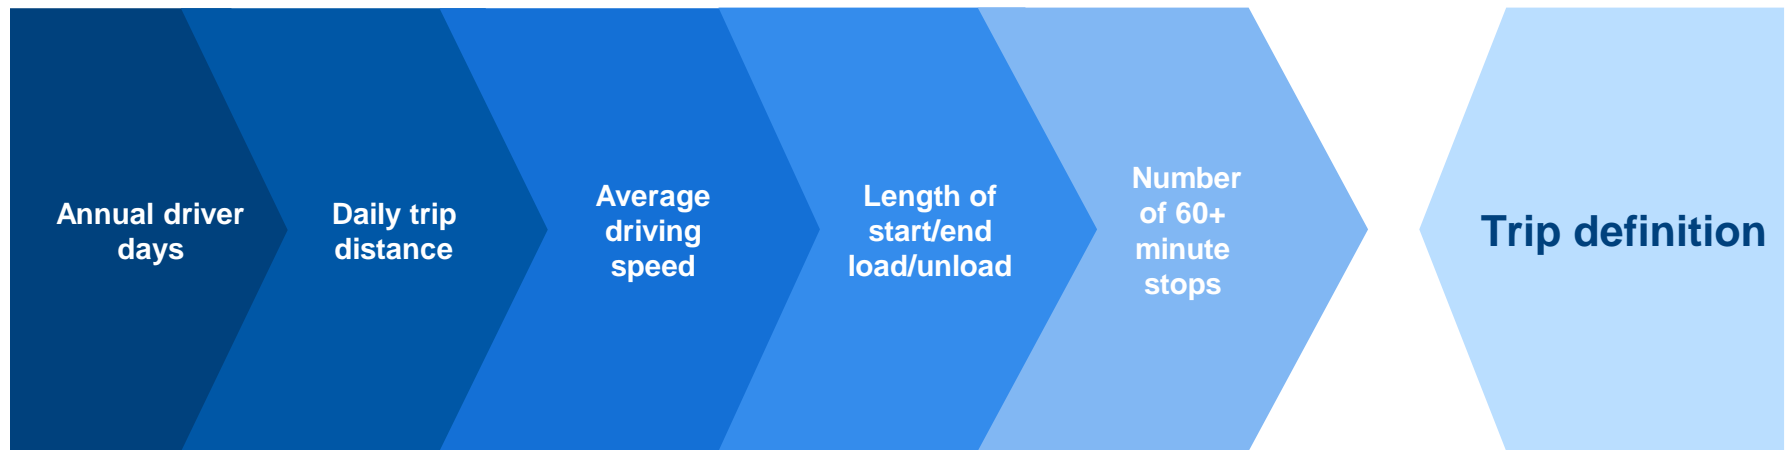 Annual driver
days
Daily trip
distance
Average
driving
speed
Length of
start/end
load/unload
Number
of 60+
minute
stops
Trip definition